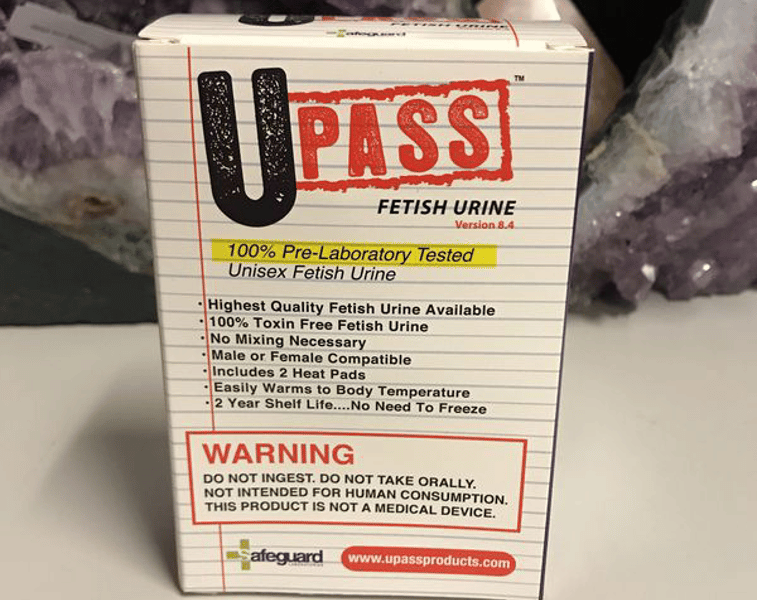 FETISH URINE
Safeguard
UPASS™
FETISH URINE
Version 8.4
100% Pre-Laboratory Tested
Unisex Fetish Urine
· Highest Quality Fetish Urine Available
· 100% Toxin Free Fetish Urine
· No Mixing Necessary
· Male or Female Compatible
· Includes 2 Heat Pads
· Easily Warms to Body Temperature
· 2 Year Shelf Life....No Need To Freeze
WARNING
DO NOT INGEST. DO NOT TAKE ORALLY.
NOT INTENDED FOR HUMAN CONSUMPTION.
THIS PRODUCT IS NOT A MEDICAL DEVICE.
Safeguard
www.upassproducts.com